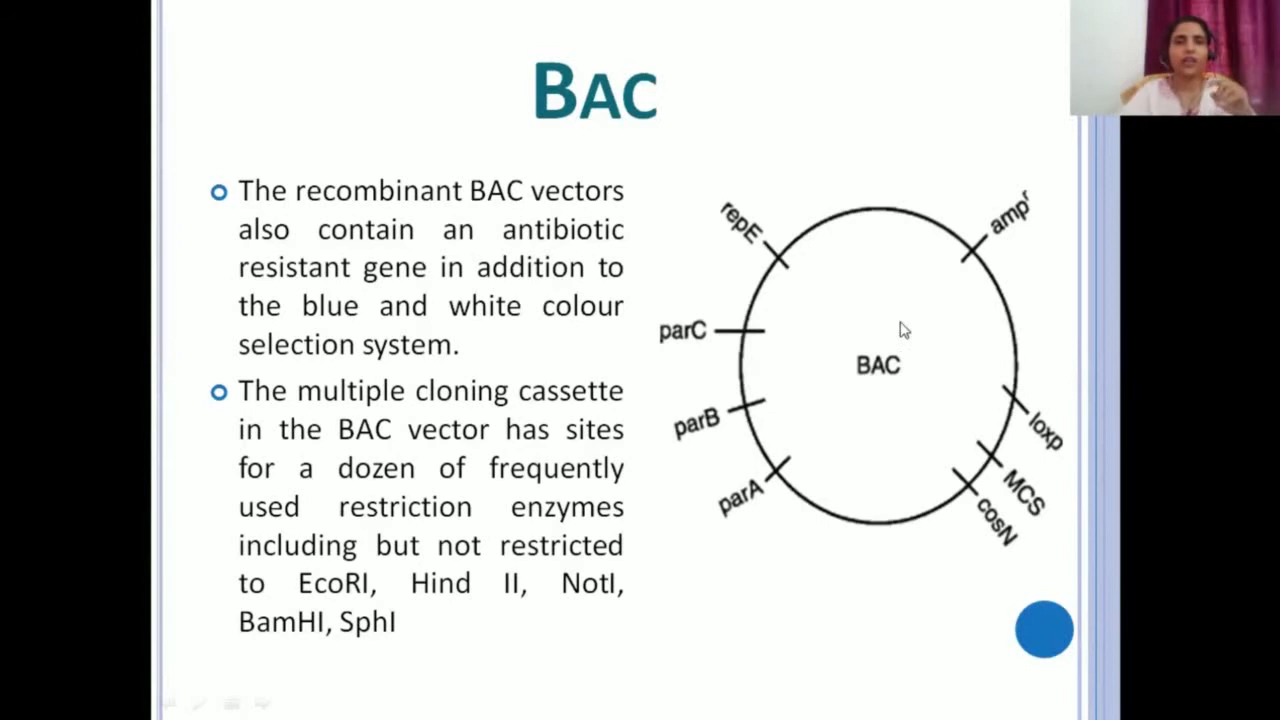 BAC
The recombinant BAC vectors
also contain an antibiotic
resistant gene in addition to
the blue and white colour
selection system.
The multiple cloning cassette
in the BAC vector has sites
for a dozen of frequently
used restriction enzymes
including but not restricted
to EcoRI, Hind II, NotI,
BamHI, SphI
repE
amp^r
parC
BAC
parB
loxp
parA
MCS
cosN